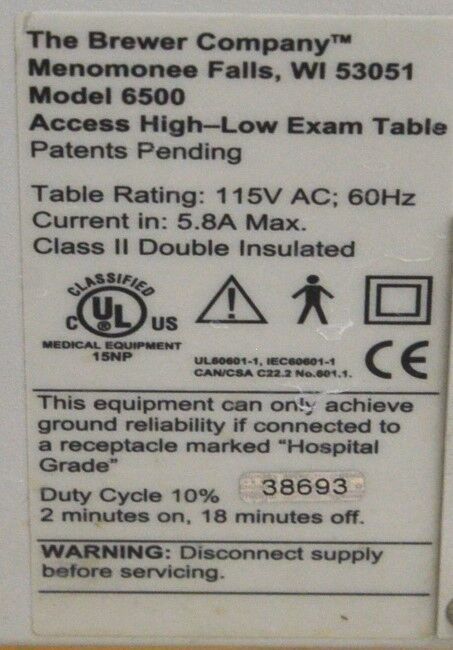 The Brewer Company™
Menomonee Falls, WI 53051
Model 6500
Access High–Low Exam Table
Patents Pending
Table Rating: 115V AC; 60Hz
Current in: 5.8A Max.
Class II Double Insulated
CLASSIFIED
C UL ® US
MEDICAL EQUIPMENT
15NP
UL60601-1, IEC60601-1
CAN/CSA C22.2 No.601.1.
CE
This equipment can only achieve
ground reliability if connected to
a receptacle marked “Hospital
Grade”
Duty Cycle 10%
38693
2 minutes on, 18 minutes off.
WARNING: Disconnect supply
before servicing.